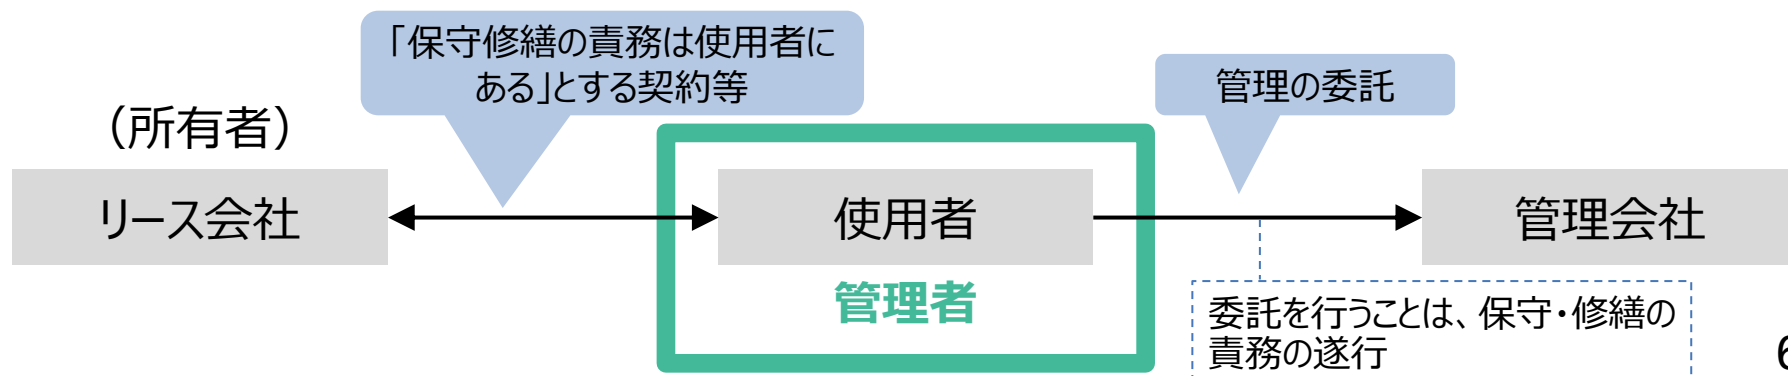 「保守修繕の責務は使用者に
ある」とする契約等
管理の委託
（所有者）
リース会社
使用者
管理会社
管理者
委託を行うことは、保守・修繕の
責務の遂行
6